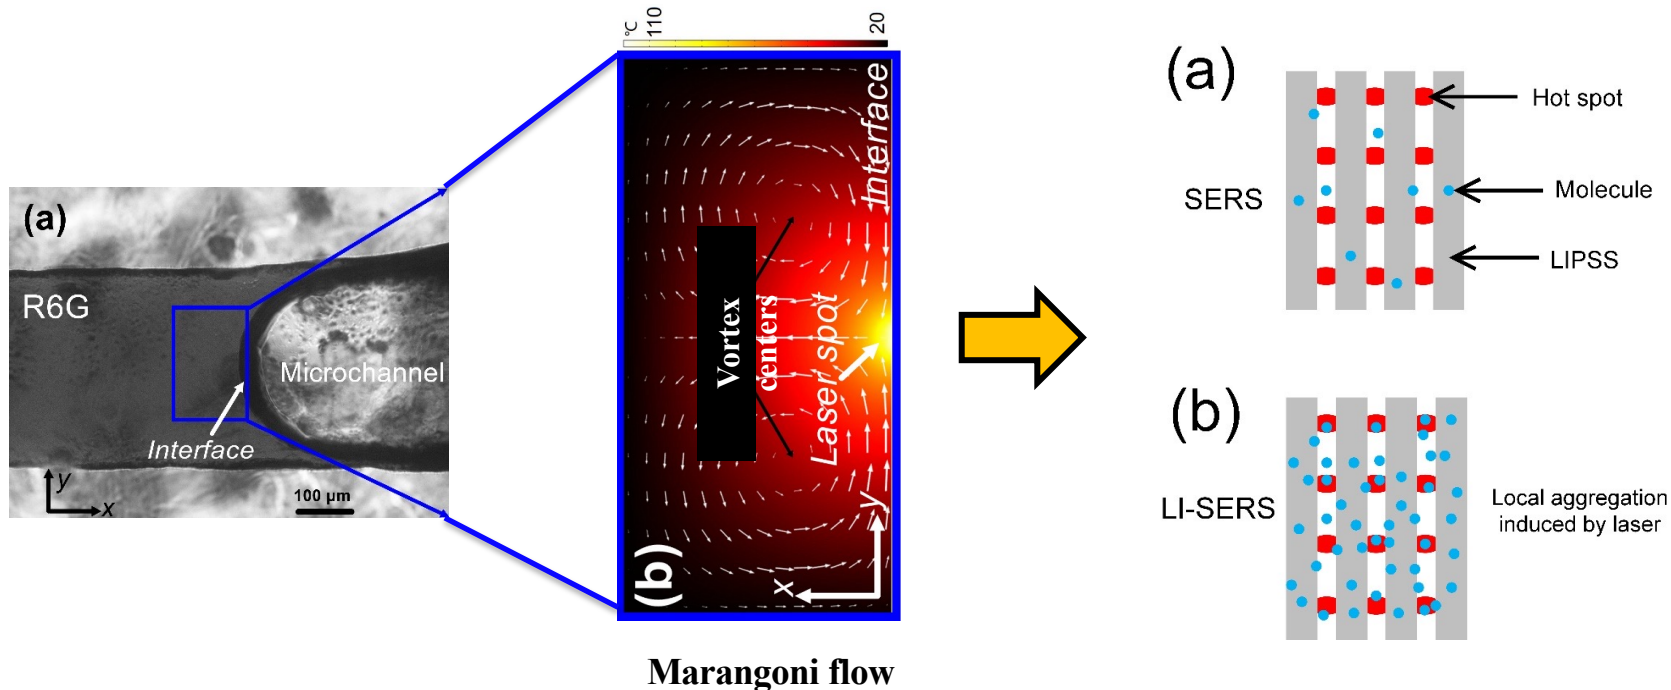 (a)
R6G
Microchannel
Interface
y
x
100 μm
°C
110
20
Interface
Vortex
centers
Laser spot
(b)
x
y
Marangoni flow
(a)
Hot spot
SERS
Molecule
LIPSS
(b)
LI-SERS
Local aggregation
induced by laser